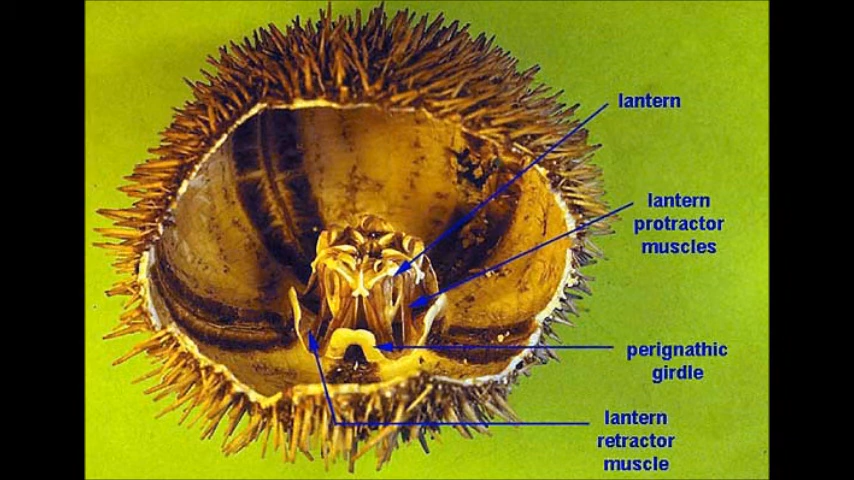 lantern
lantern
protractor
muscles
perignathic
girdle
lantern
retractor
muscle